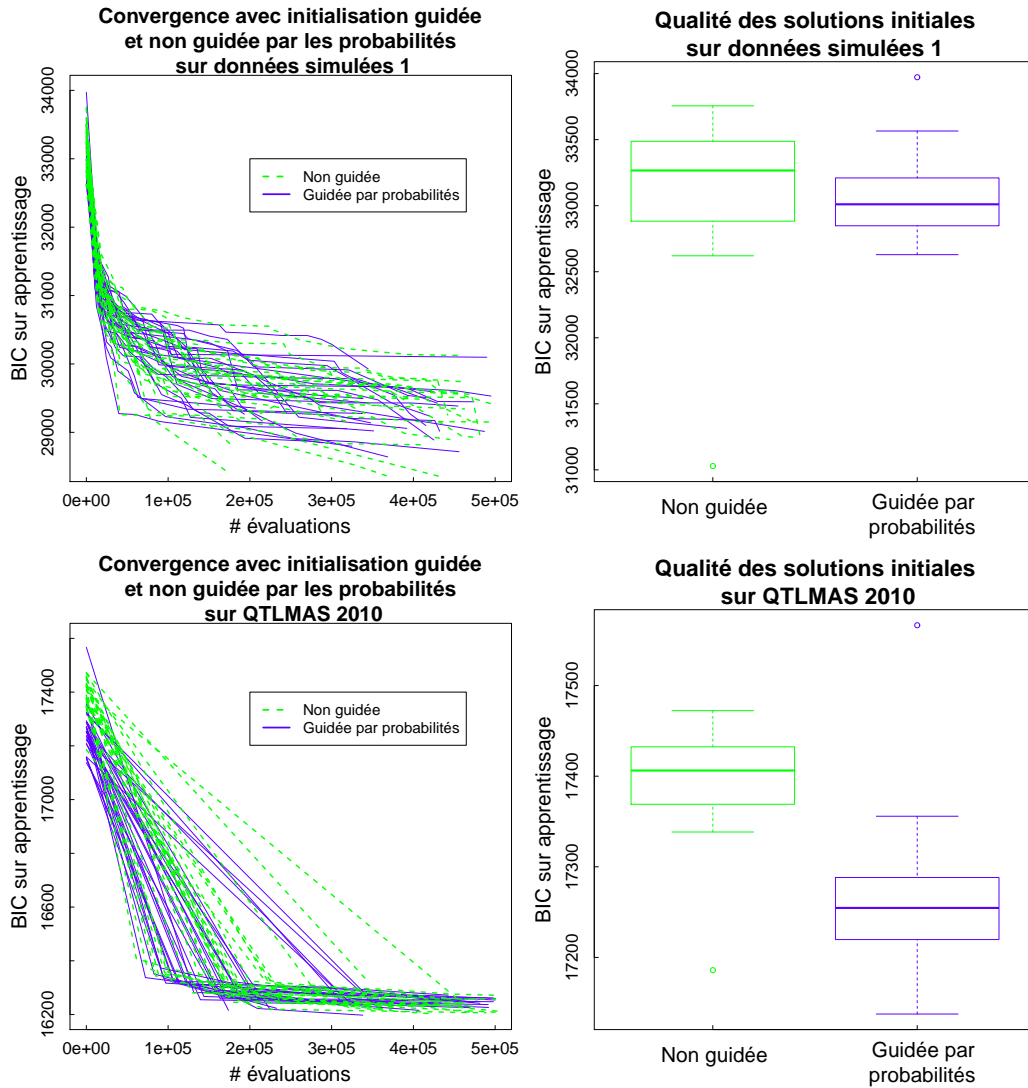 Convergence avec initialisation guidée
et non guidée par les probabilités
sur données simulées 1
BIC sur apprentissage
34000
33000
32000
31000
30000
29000
Non guidée
Guidée par probabilités
0e+00 1e+05 2e+05 3e+05 4e+05 5e+05
# évaluations
Qualité des solutions initiales
sur données simulées 1
BIC sur apprentissage
34000
33500
33000
32500
32000
31500
31000
Non guidée
Guidée par
probabilités
Convergence avec initialisation guidée
et non guidée par les probabilités
sur QTLMAS 2010
BIC sur apprentissage
17400
17000
16600
16200
Non guidée
Guidée par probabilités
0e+00 1e+05 2e+05 3e+05 4e+05 5e+05
# évaluations
Qualité des solutions initiales
sur QTLMAS 2010
BIC sur apprentissage
17500
17400
17300
17200
Non guidée
Guidée par
probabilités